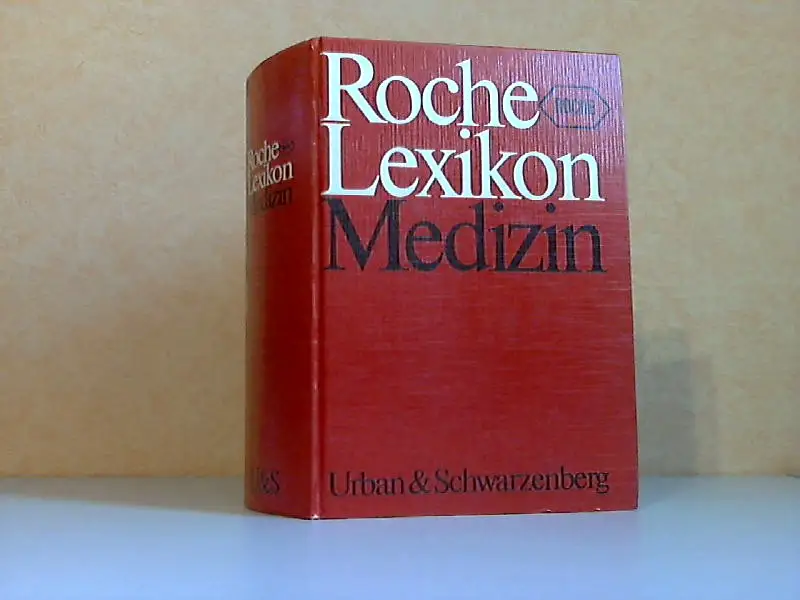 Roche
Lexikon
Medizin
Roche
ROCHE
Lexikon
Medizin
U&S
Urban & Schwarzenberg